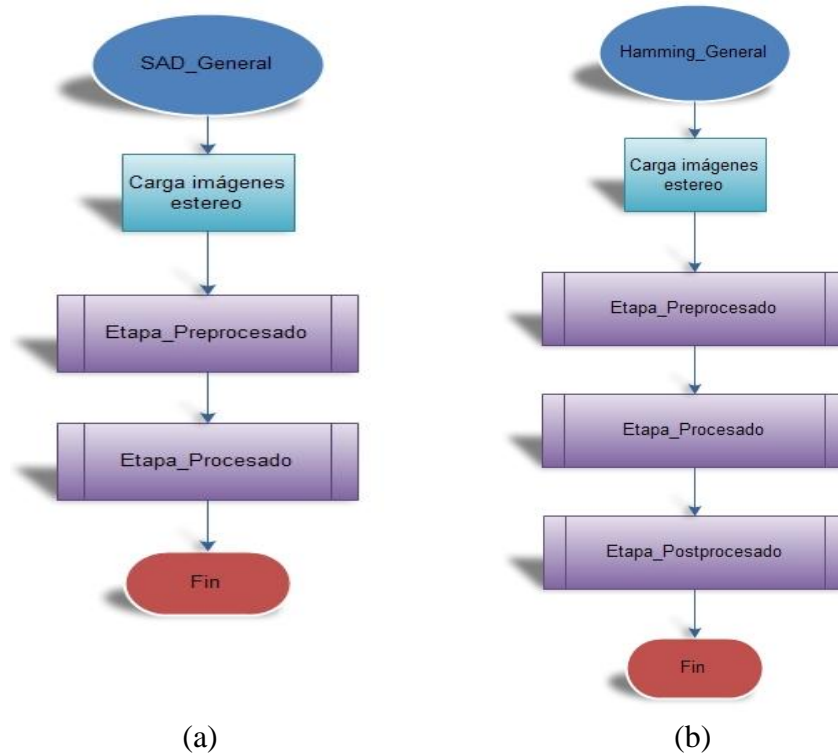 SAD_General
Carga imágenes
estereo
Etapa_Preprocesado
Etapa_Procesado
Fin
(a)
Hamming_General
Carga imágenes
estereo
Etapa_Preprocesado
Etapa_Procesado
Etapa_Postprocesado
Fin
(b)